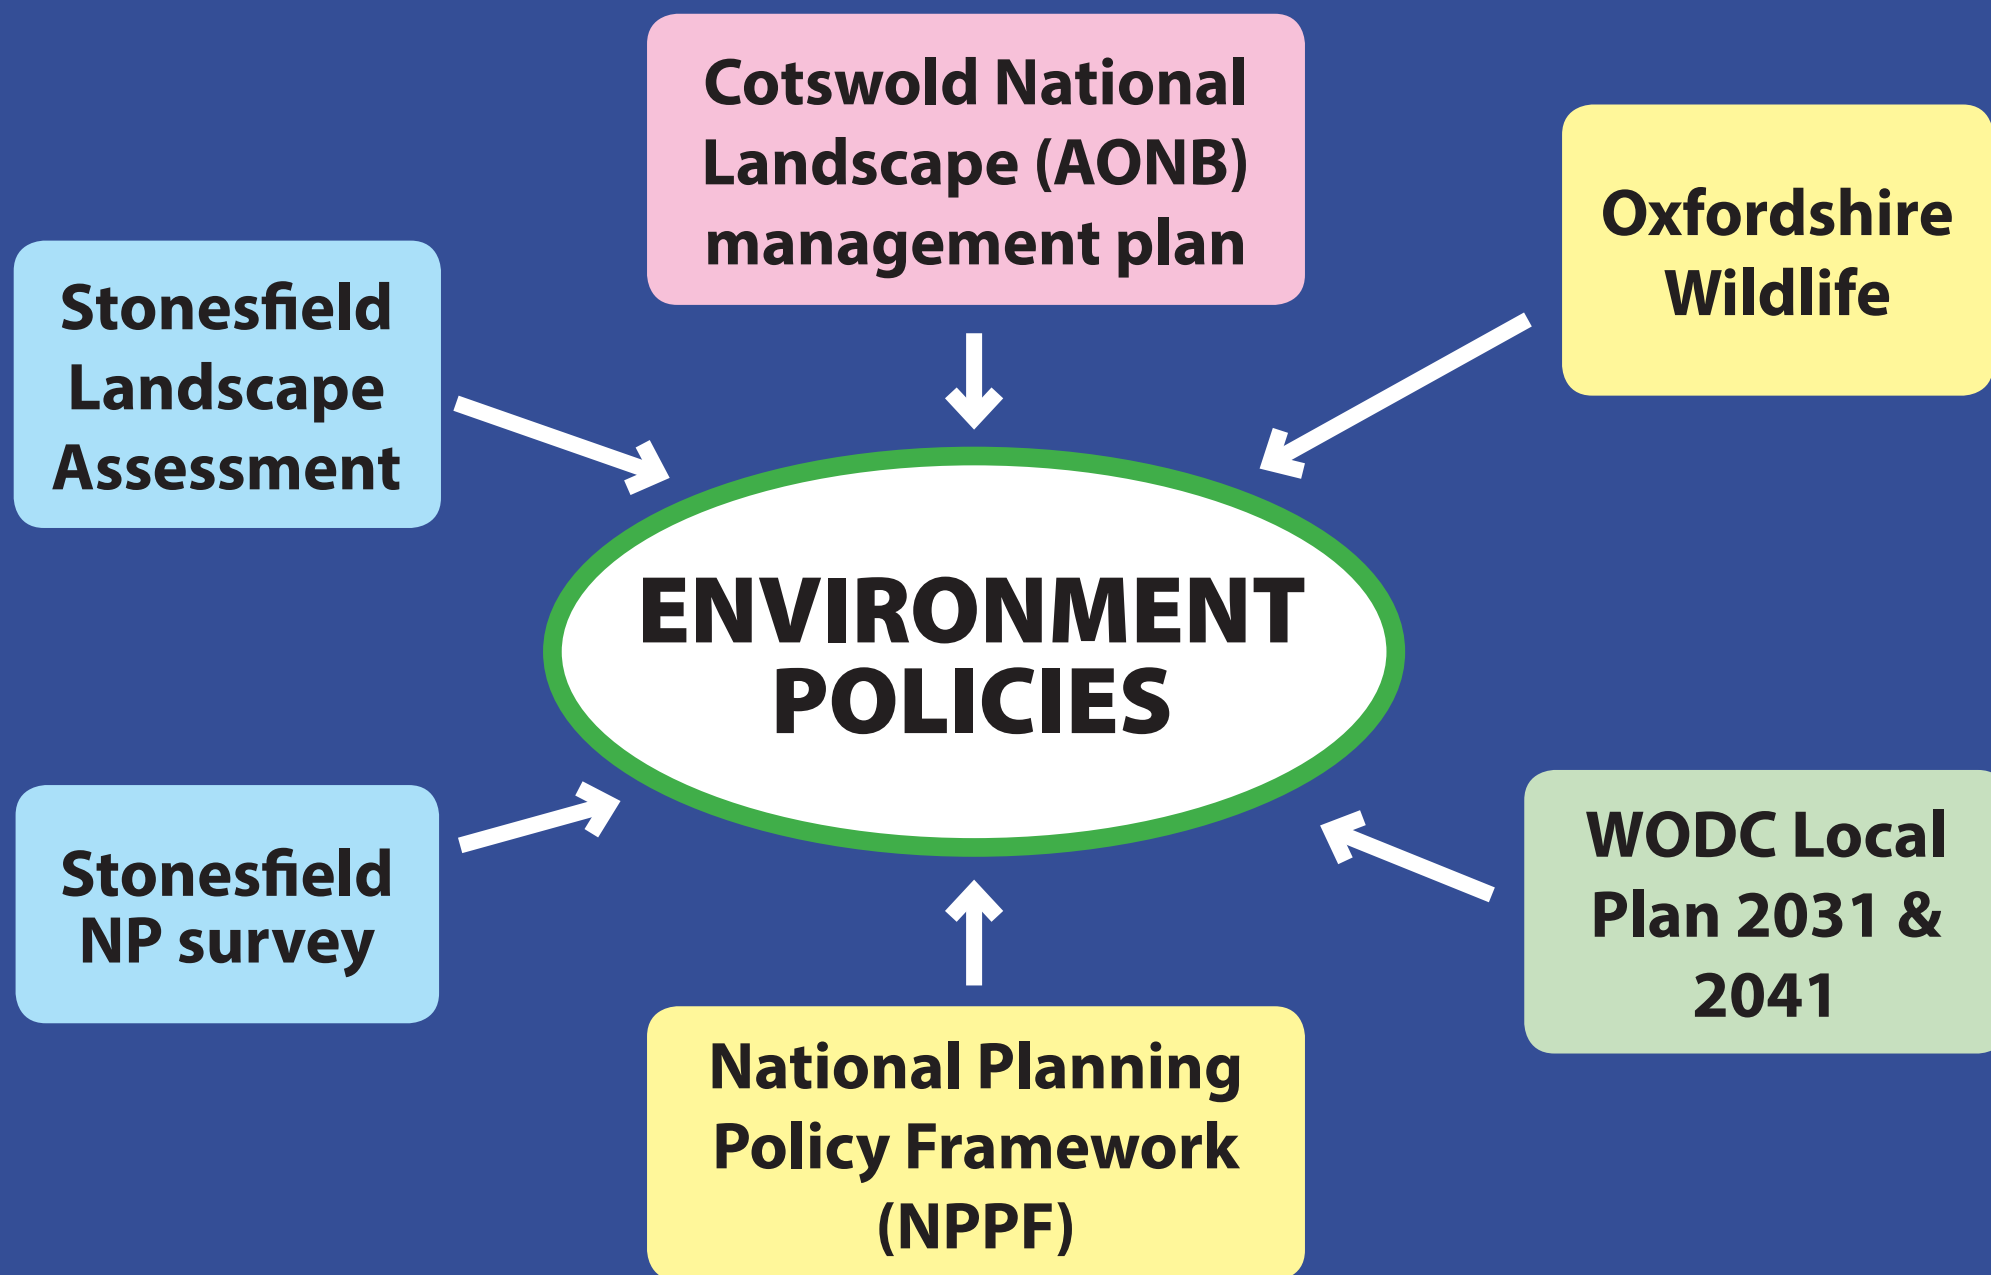 Cotswold National
Landscape (AONB)
management plan
Oxfordshire
Wildlife
Stonesfield
Landscape
Assessment
ENVIRONMENT
POLICIES
Stonesfield
NP survey
WODC Local
Plan 2031 &
2041
National Planning
Policy Framework
(NPPF)